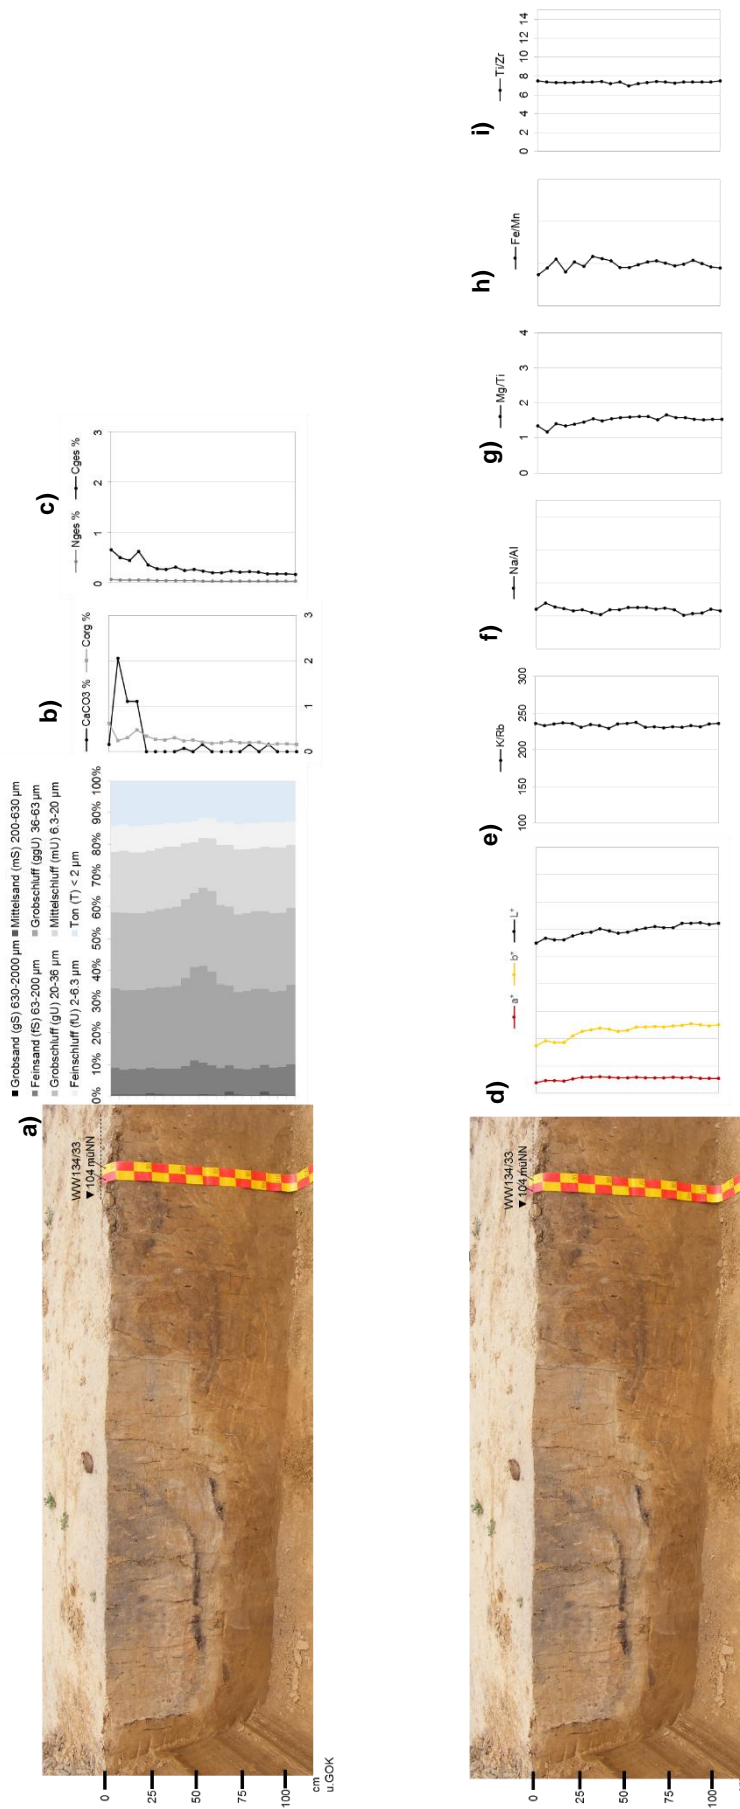 a)
WW134/33
▼104 müNN
0
25
50
75
100
cm
u.GOK
■ Grobsand (gS) 630-2000 µm ■ Mittelsand (mS) 200-630 µm
■ Feinsand (fS) 63-200 µm ■ Grobschluff (ggU) 36-63 µm
■ Grobschluff (gU) 20-36 µm ■ Mittelschluff (mU) 6.3-20 µm
■ Feinschluff (fU) 2-6.3 µm ■ Ton (T) < 2 µm
0% 10% 20% 30% 40% 50% 60% 70% 80% 90% 100%
b)
CaCO3 % Corg %
0 1 2 3
c)
Nges % Cges %
0 1 2 3
WW134/33
▼104 müNN
0
25
50
75
100
d)
a* b* L*
e)
K/Rb
100 150 200 250 300
f)
Na/Al
g)
Mg/Ti
0 1 2 3 4
h)
Fe/Mn
i)
Ti/Zr
0 2 4 6 8 10 12 14